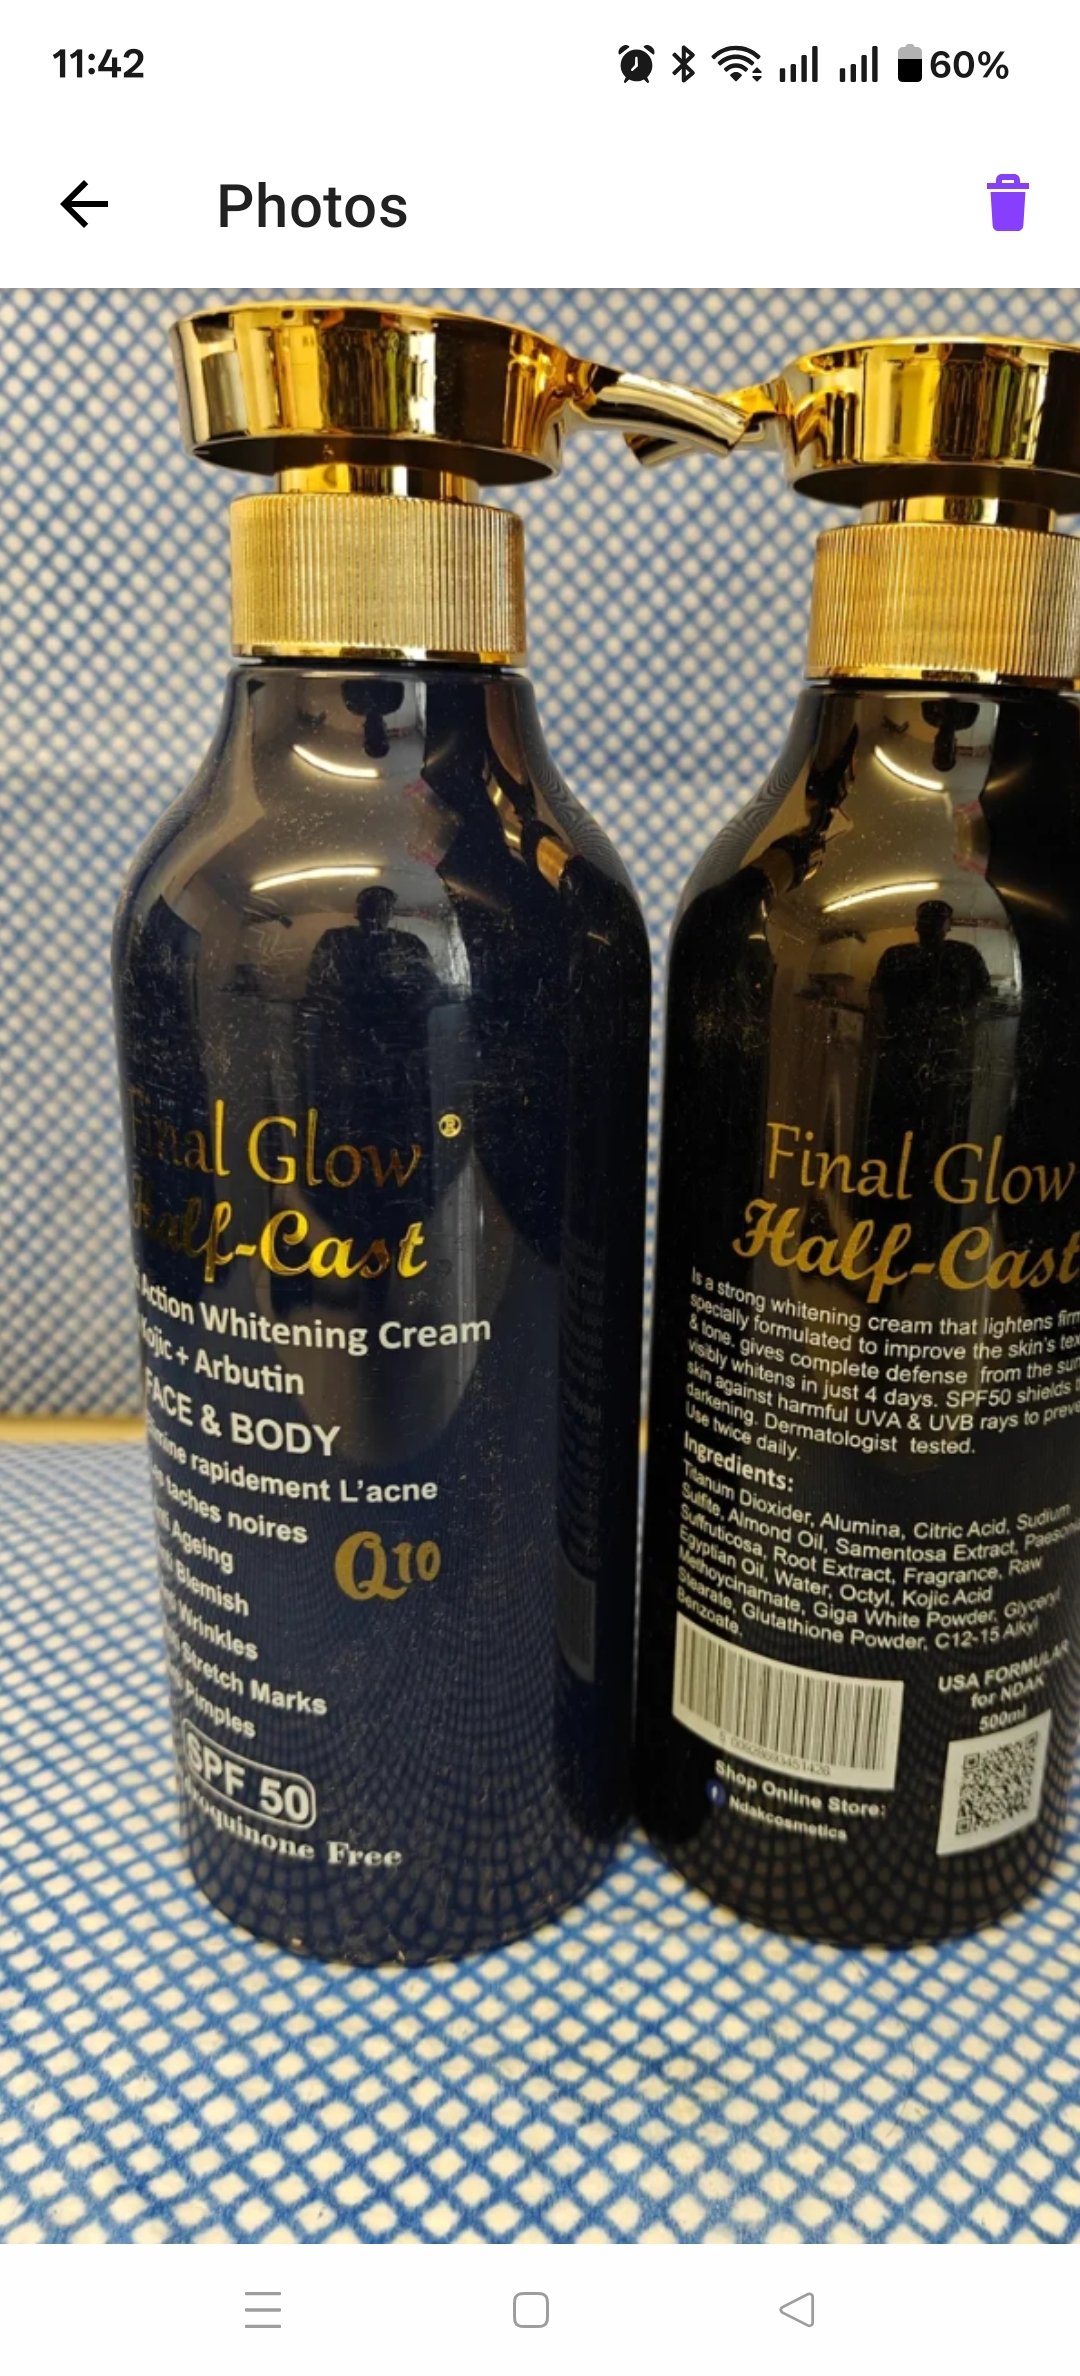 11:42
60%
Photos
Final Glow ®
Half-Cast
Action Whitening Cream
Kojic + Arbutin
FACE & BODY
rapidement L'acne
taches noires
Ageing
Q10
Blemish
Wrinkles
Stretch Marks
Pimples
SPF 50
Free
Final Glow
Half-Cast
Is a strong whitening cream that lightens
specially formulated to improve the skin's
& tone. gives complete defense from the
visibly whitens in just 4 days. SPF50 shields
skin against harmful UVA & UVB rays to
darkening. Dermatologist tested.
Use twice daily.
Ingredients:
Titanum Dioxider, Alumina, Citric Acid, Sudium
Sulfite, Almond Oil, Samentosa Extract,
Suffruticosa, Root Extract, Fragrance, Raw
Egyptian Oil, Water, Octyl, Kojic Acid
Methoycinamate, Giga White Powder, Glyceryl
Stearate, Glutathione Powder, C12-15 Alkyl
Benzoate.
USA FORMULAR
for NDAK
500ml
Shop Online Store:
Ndakcosmetics